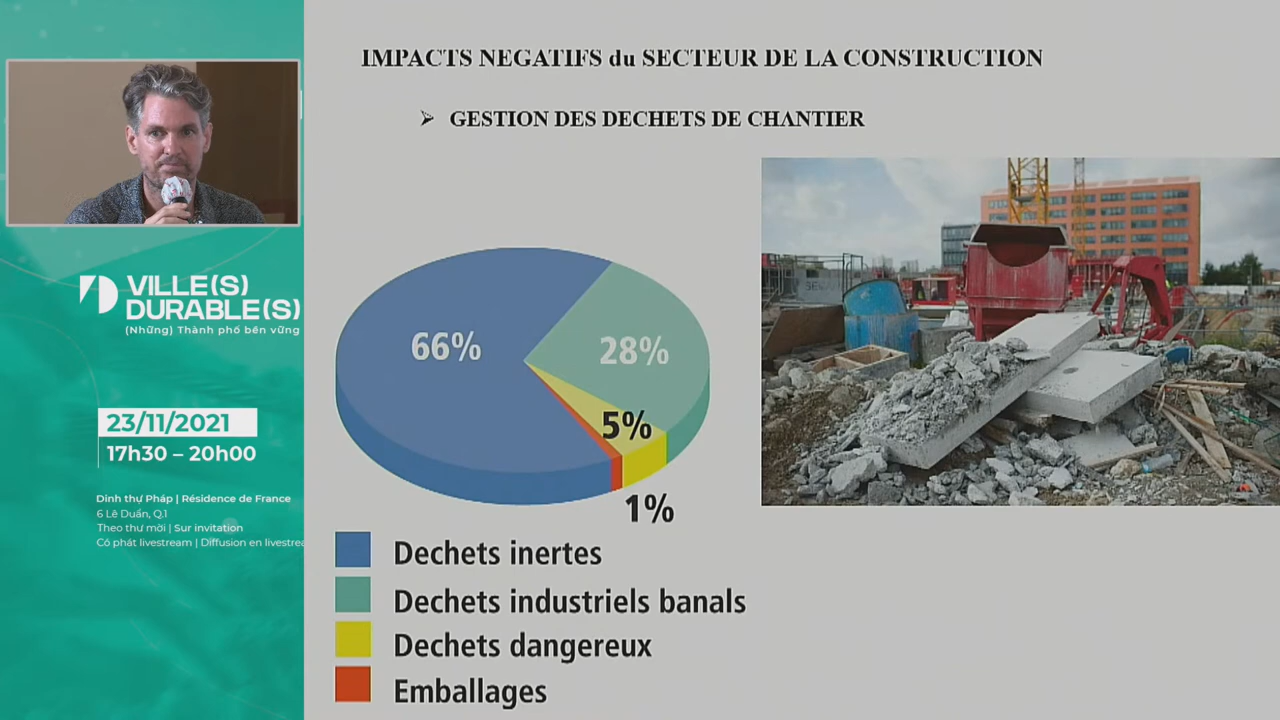 VILLE(S)
DURABLE(S)
(Những) Thành phố bền vững
23/11/2021
17h30 – 20h00
Dinh thự Pháp | Résidence de France
6 Lê Duẩn, Q.1
Theo thư mời | Sur invitation
Có phát livestream | Diffusion en livestrea
IMPACTS NEGATIFS du SECTEUR DE LA CONSTRUCTION
➢ GESTION DES DECHETS DE CHANTIER
66%
28%
5%
1%
Dechets inertes
Dechets industriels banals
Dechets dangereux
Emballages